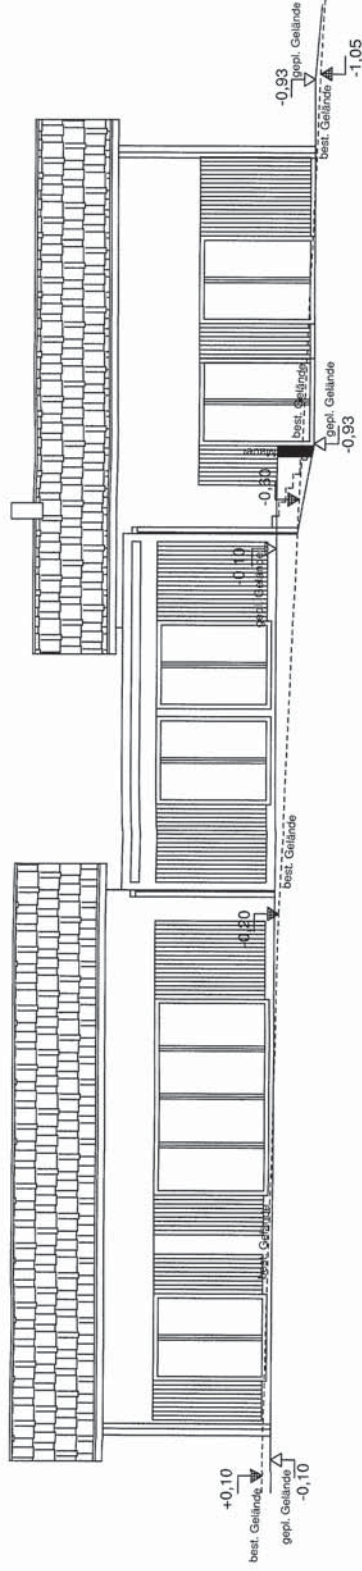 +0,10
best. Gelände
gepl. Gelände
-0,10
best. Gelände
-0,20
best. Gelände
-0,10
gepl. Gelände
-0,30
Mauer
best. Gelände
gepl. Gelände
-0,93
-0,93
gepl. Gelände
best. Gelände
-1,05